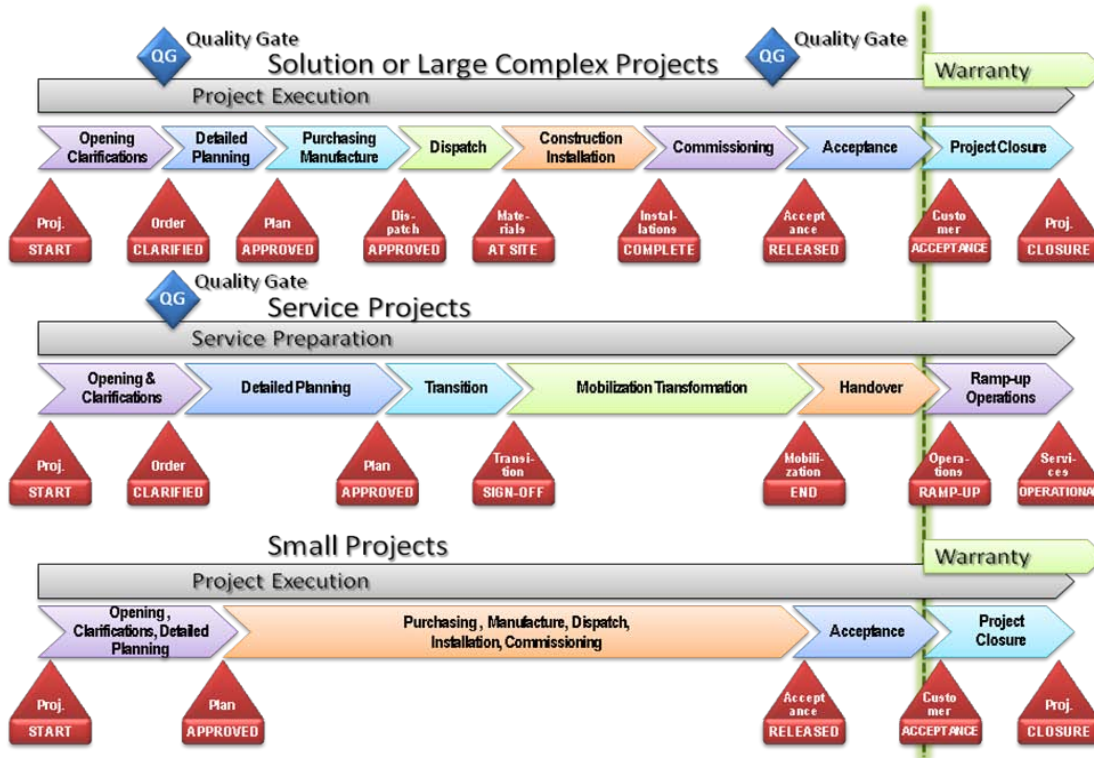 Quality Gate
Quality Gate
QG
QG
Solution or Large Complex Projects
Warranty
Project Execution
Opening
Clarifications
Detailed
Planning
Purchasing
Manufacture
Dispatch
Construction
Installation
Commissioning
Acceptance
Project Closure
Proj.
START
Order
CLARIFIED
Plan
APPROVED
Dis-
patch
APPROVED
Mate-
rials
AT SITE
Instal-
lations
COMPLETE
Accept
ance
RELEASED
Custo
mer
ACCEPTANCE
Proj.
CLOSURE
Quality Gate
QG
Service Projects
Service Preparation
Opening &
Clarifications
Detailed Planning
Transition
Mobilization Transformation
Handover
Ramp-up
Operations
Proj.
START
Order
CLARIFIED
Plan
APPROVED
Transi-
tion
SIGN-OFF
Mobili-
zation
END
Opera-
tions
RAMP-UP
Servi-
ces
OPERATIONAL
Small Projects
Warranty
Project Execution
Opening ,
Clarifications, Detailed
Planning
Purchasing , Manufacture, Dispatch,
Installation, Commissioning
Acceptance
Project
Closure
Proj.
START
Plan
APPROVED
Accept
ance
RELEASED
Custo
mer
ACCEPTANCE
Proj.
CLOSURE